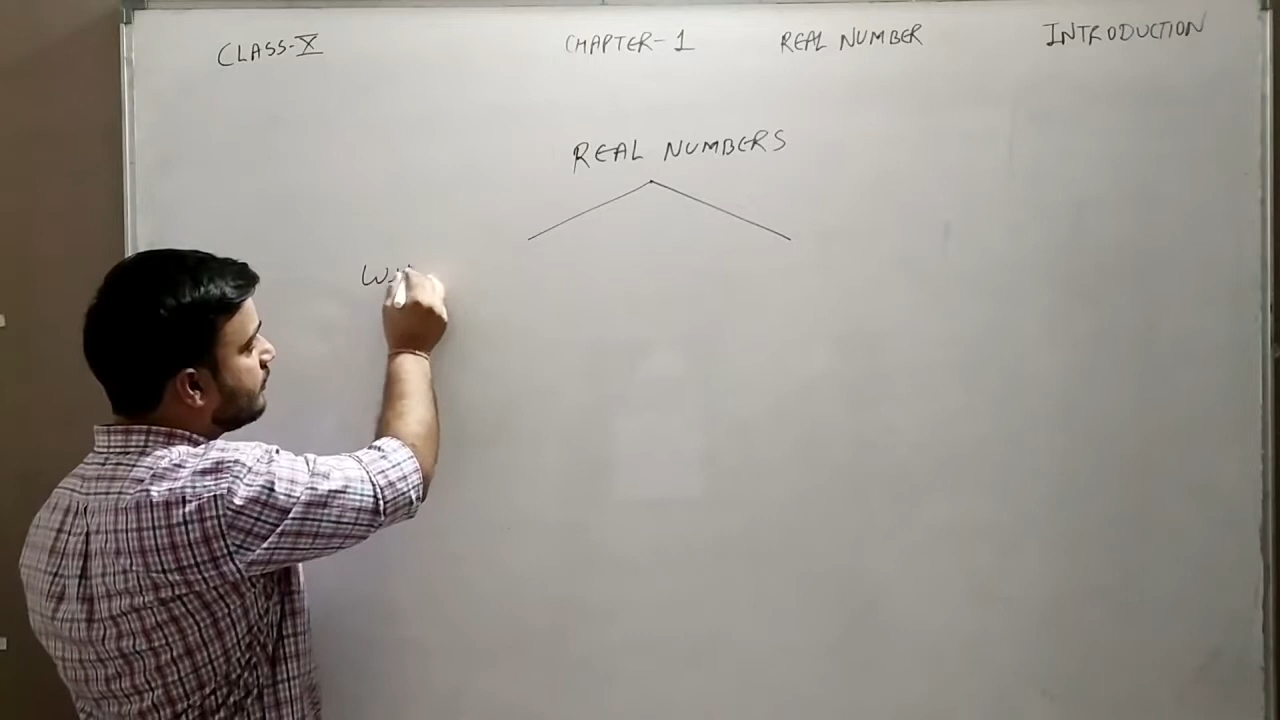 CLASS-X CHAPTER-1 REAL NUMBER INTRODUCTION
REAL NUMBERS